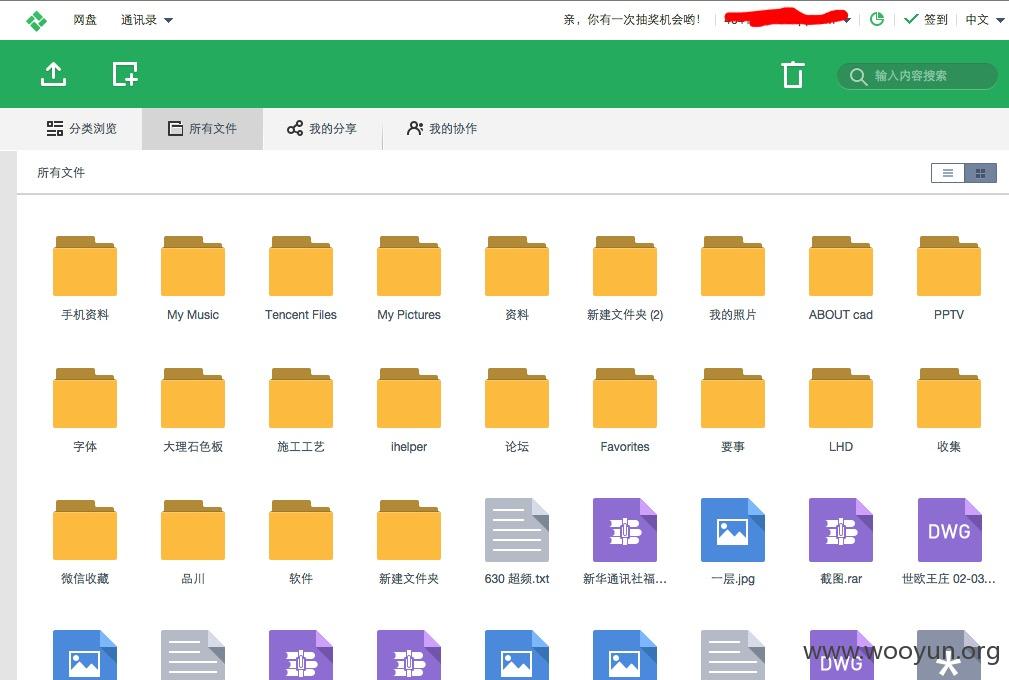 网盘 通讯录 亲，你有一次抽奖机会哟！ 签到 中文
输入内容搜索
分类浏览 所有文件 我的分享 我的协作
所有文件
手机资料 My Music Tencent Files My Pictures 资料 新建文件夹 (2) 我的照片 ABOUT cad PPTV
字体 大理石色板 施工工艺 ihelper 论坛 Favorites 要事 LHD 收集
DWG
微信收藏 品川 软件 新建文件夹 630 超频.txt 新华通讯社福... 一层.jpg 截图.rar 世欧王庄 02-03...
DWG
www.wooyun.org